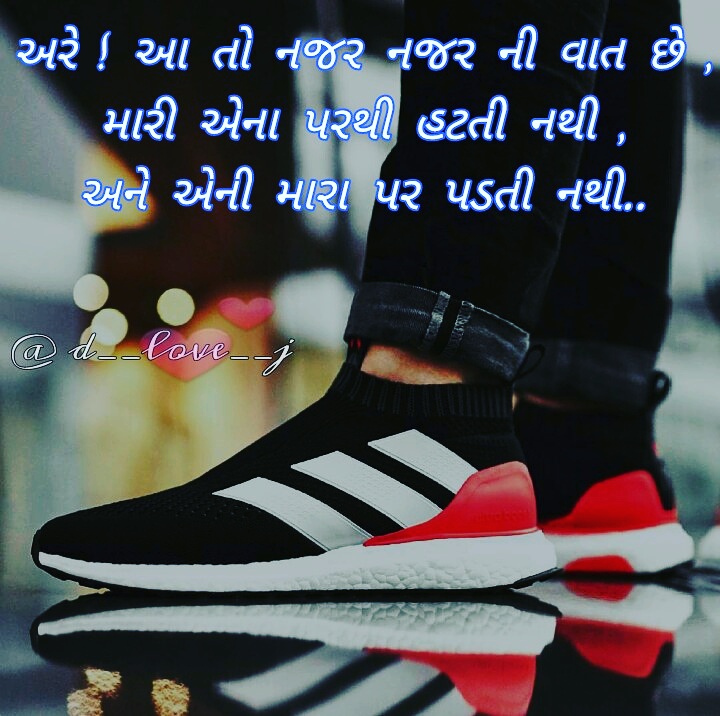 અરે ! આ તો નજર નજર ની વાત છે ,
મારી એના પરથી હટતી નથી ,
અને એની મારા પર પડતી નથી..
@ d__love__j